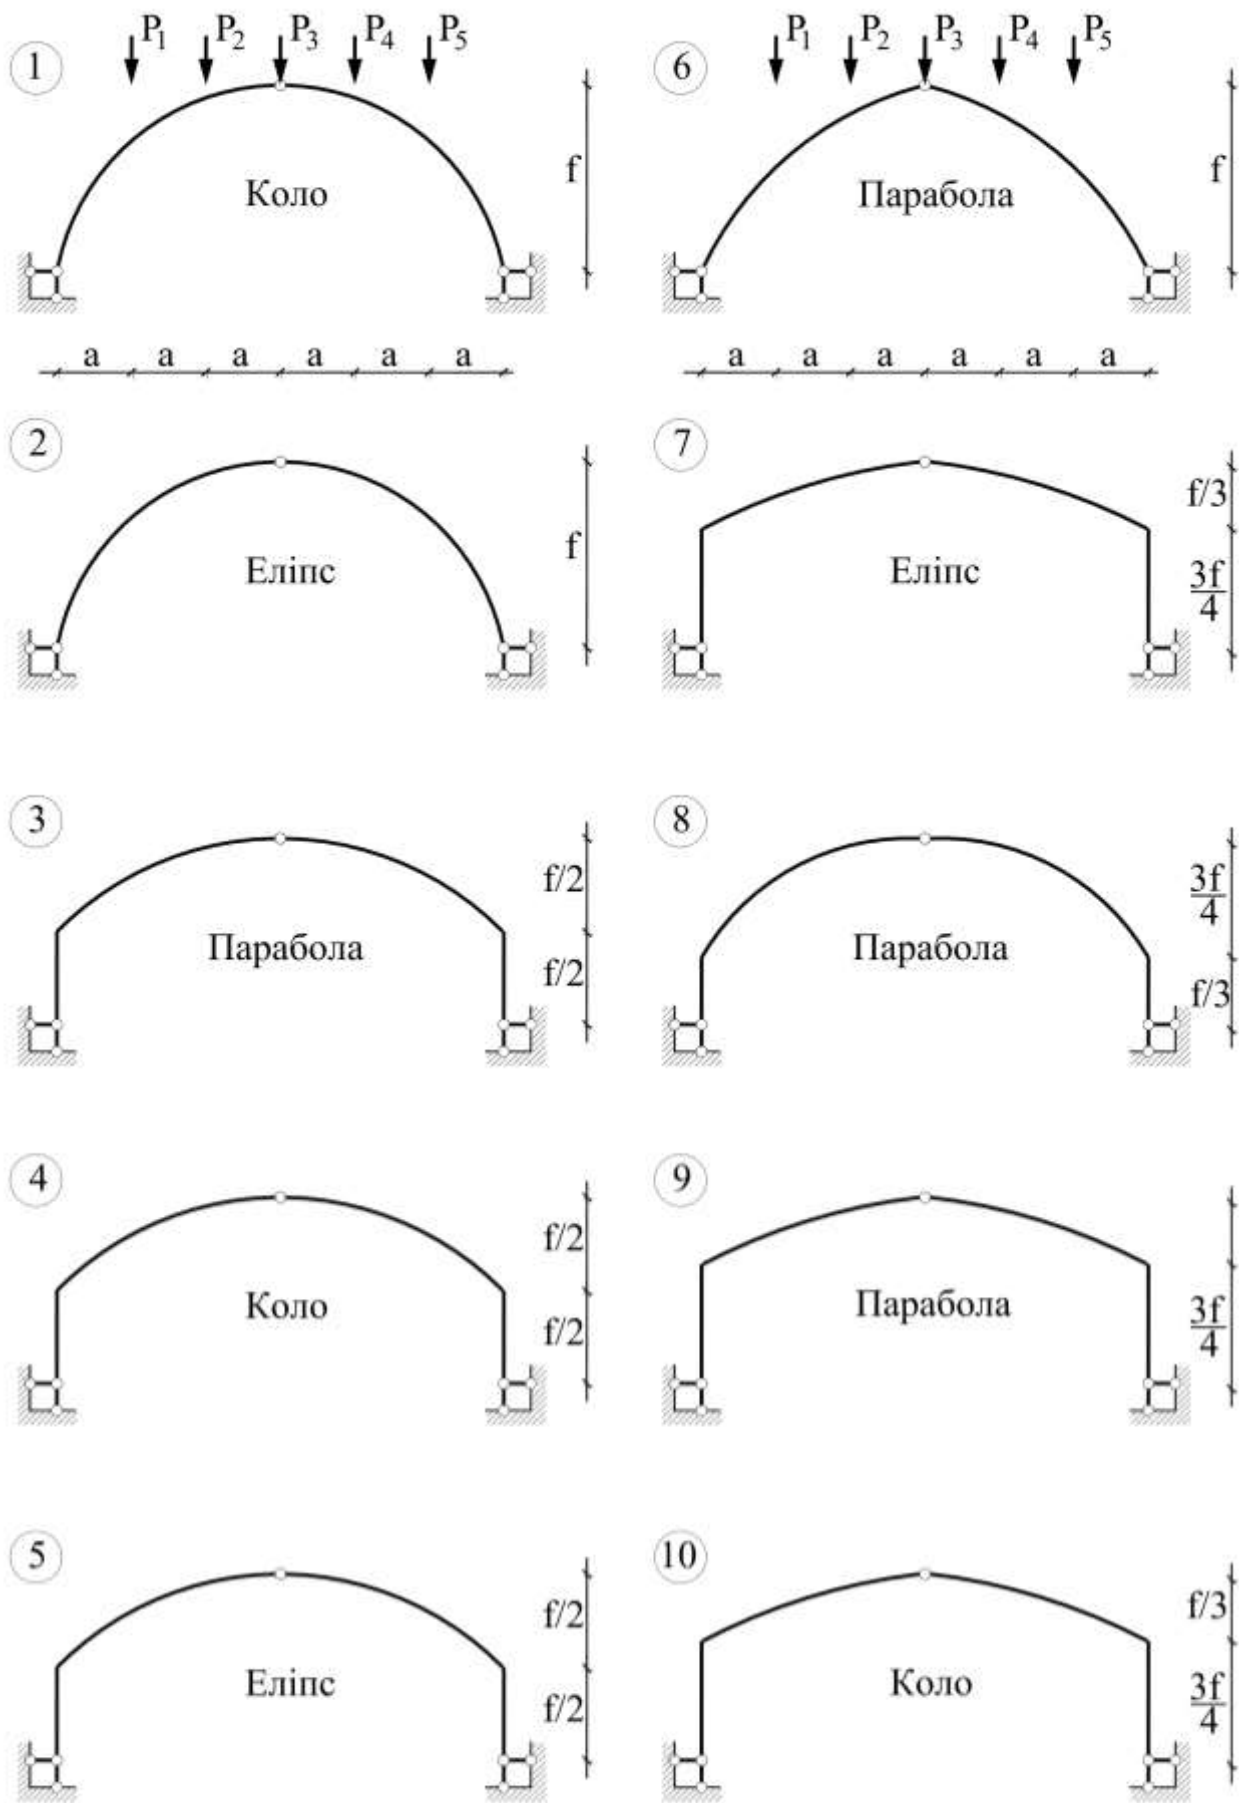 1 P1 P2 P3 P4 P5
Коло
f
a a a a a a
2
Еліпс
f
3
Парабола
f/2
f/2
4
Коло
f/2
f/2
5
Еліпс
f/2
f/2
6 P1 P2 P3 P4 P5
Парабола
f
a a a a a a
7
Еліпс
f/3
3f/4
8
Парабола
3f/4
f/3
9
Парабола
3f/4
10
Коло
f/3
3f/4